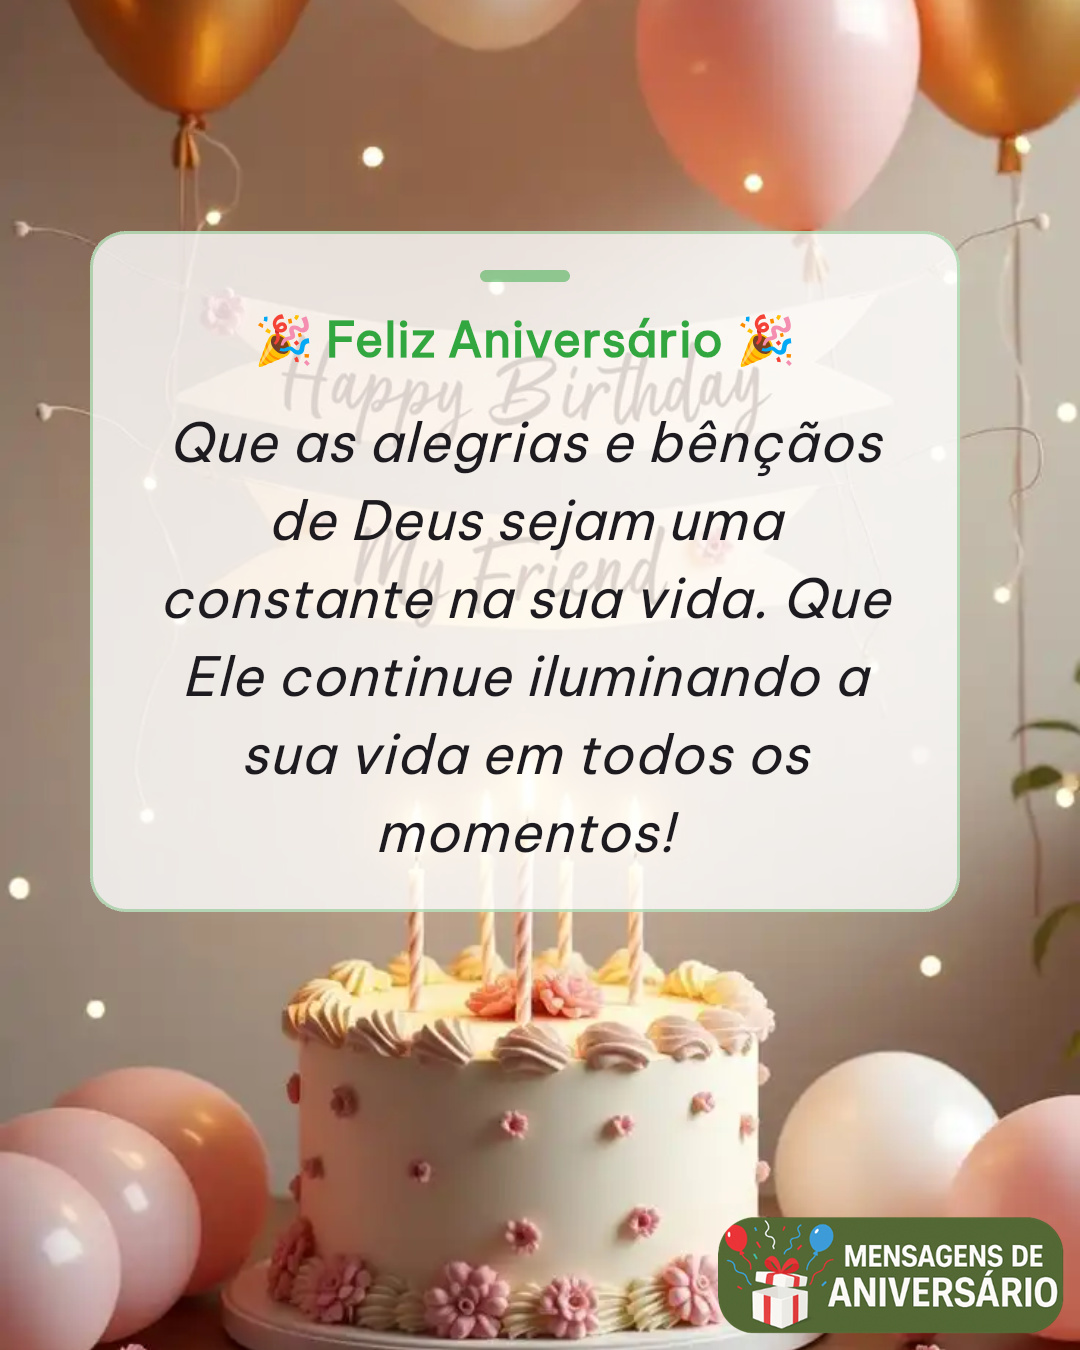 🎉 Feliz Aniversário 🎉
Happy Birthday
Que as alegrias e bênçãos
de Deus sejam uma
My Friend
constante na sua vida. Que
Ele continue iluminando a
sua vida em todos os
momentos!
MENSAGENS DE
ANIVERSÁRIO